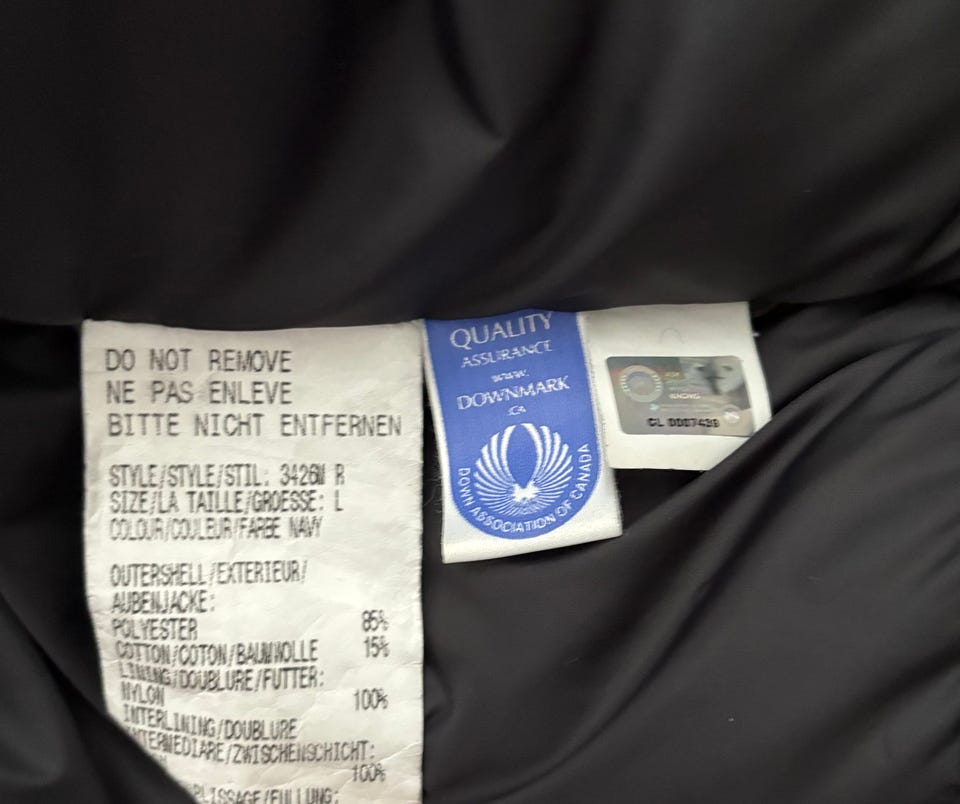 DO NOT REMOVE
NE PAS ENLEVE
BITTE NICHT ENTFERNEN
STYLE/STYLE/STIL: 3426M R
SIZE/LA TAILLE/GROESSE: L
COLOUR/COULEUR/FARBE NAVY
OUTERSHELL/EXTERIEUR/
AUBENJACKE:
POLYESTER 85%
COTTON/COTON/BAUMWOLLE 15%
LINING/DOUBLURE/FUTTER:
NYLON 100%
INTERLINING/DOUBLURE
INTERMEDIARE/ZWISCHENSCHICHT:
100%
QUALITY
ASSURANCE
www.
DOWNMARK
.CA
DOWN ASSOCIATION OF CANADA